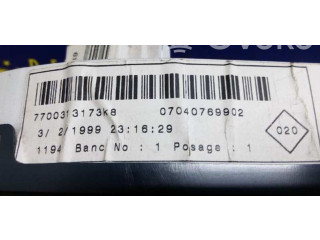 7700313173K8 07040769902
3/ 2/1999 23:16:29
020
1194 Banc No : 1 Posage : 1